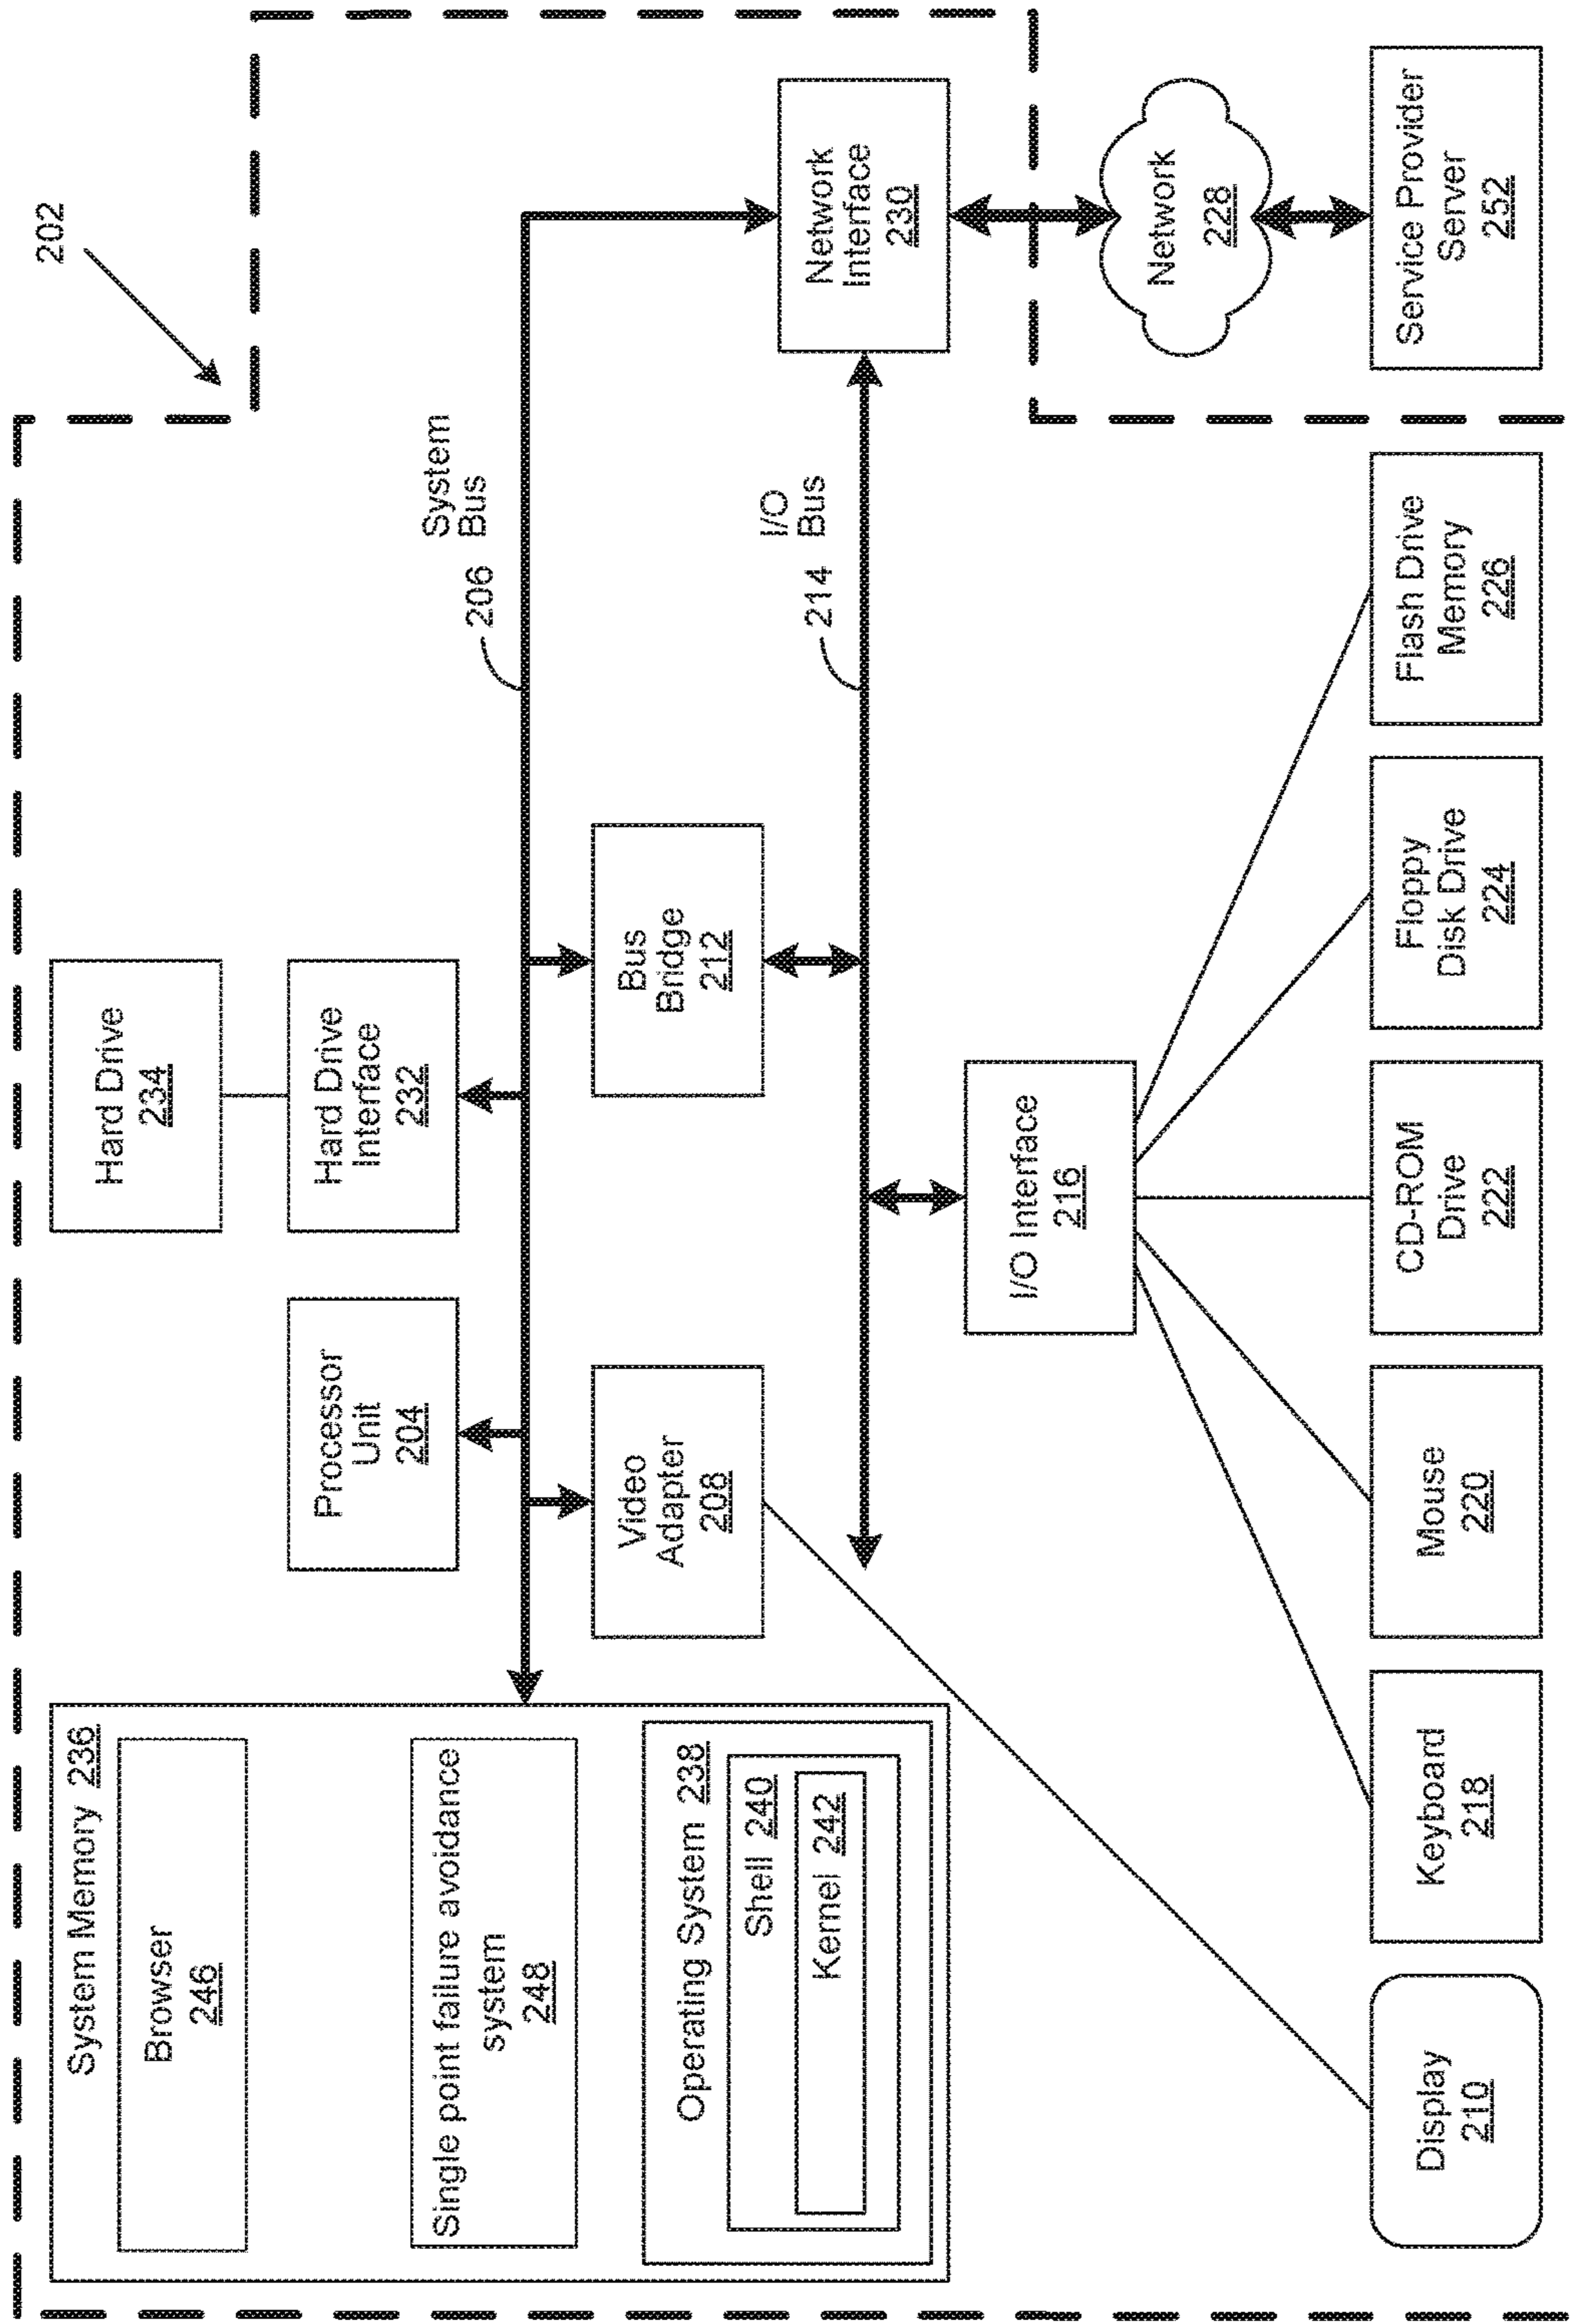 202
Hard Drive
234
Processor
Unit
204
Hard Drive
Interface
232
System Memory 236
Browser
246
Single point failure avoidance
system
248
Operating System 238
Shell 240
Kernel 242
System
Bus
206
Video
Adapter
208
Bus
Bridge
212
I/O
Bus
214
Network
Interface
230
I/O Interface
216
Network
228
Display
210
Keyboard
218
Mouse
220
CD-ROM
Drive
222
Floppy
Disk Drive
224
Flash Drive
Memory
226
Service Provider
Server
252